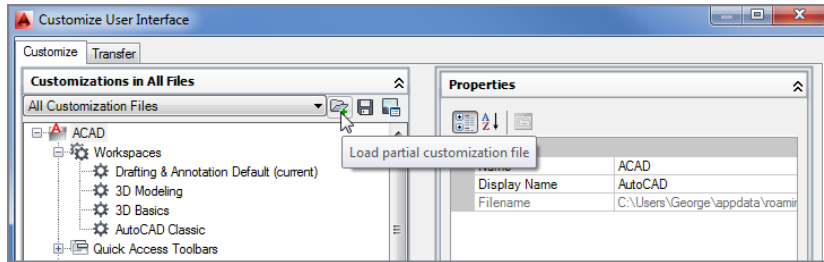 Customize User Interface
Customize Transfer
Customizations in All Files
All Customization Files
ACAD
Workspaces
Drafting & Annotation Default (current)
3D Modeling
3D Basics
AutoCAD Classic
Quick Access Toolbars
Load partial customization file
Properties
Name ACAD
Display Name AutoCAD
Filename C:\Users\George\appdata\roamin